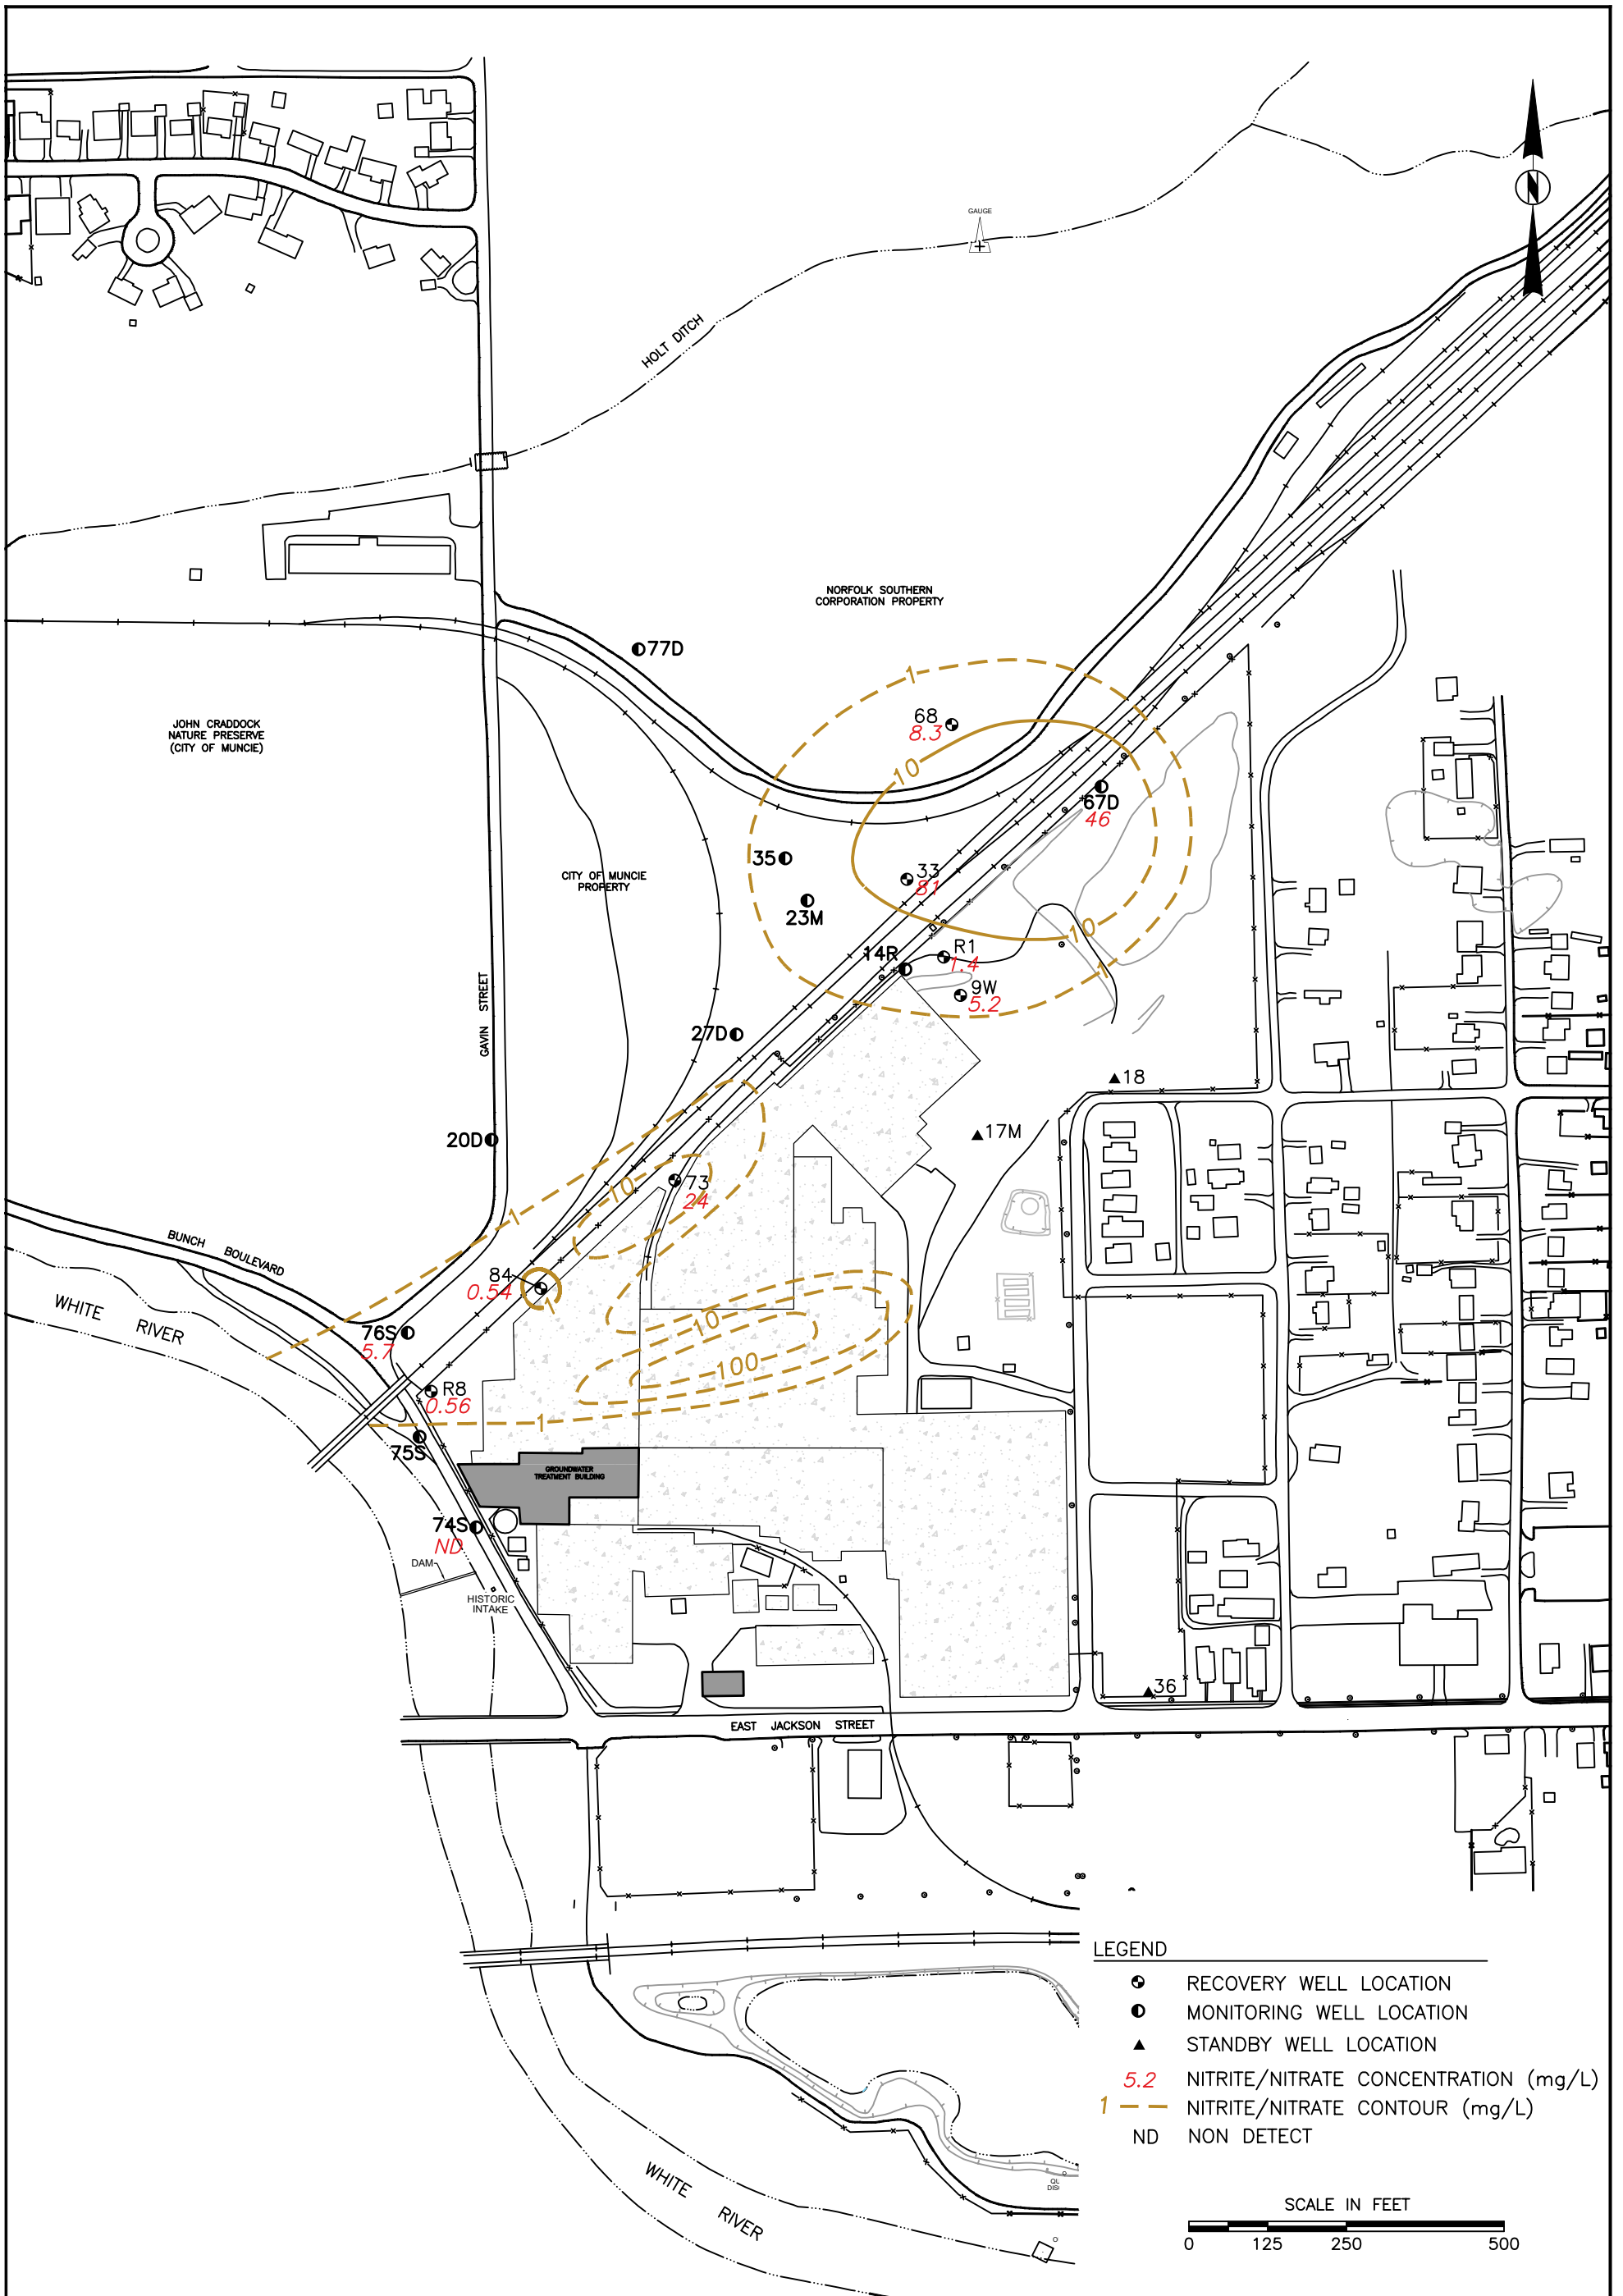 GAUGE
HOLT DITCH
NORFOLK SOUTHERN
CORPORATION PROPERTY
77D
JOHN CRADDOCK
NATURE PRESERVE
(CITY OF MUNCIE)
1
68
8.3
10
67D
46
35
CITY OF MUNCIE
PROPERTY
33
81
23M
10
14R
R1
1.4
1
9W
5.2
GAVIN STREET
27D
18
17M
20D
73
24
10
1
BUNCH BOULEVARD
84
0.54
1
WHITE RIVER
76S
5.7
10
100
R8
0.56
1
75S
GROUNDWATER
TREATMENT BUILDING
74S
ND
DAM
HISTORIC
INTAKE
36
EAST JACKSON STREET
LEGEND
RECOVERY WELL LOCATION
MONITORING WELL LOCATION
STANDBY WELL LOCATION
5.2 NITRITE/NITRATE CONCENTRATION (mg/L)
1 NITRITE/NITRATE CONTOUR (mg/L)
ND NON DETECT
WHITE RIVER
SCALE IN FEET
0 125 250 500